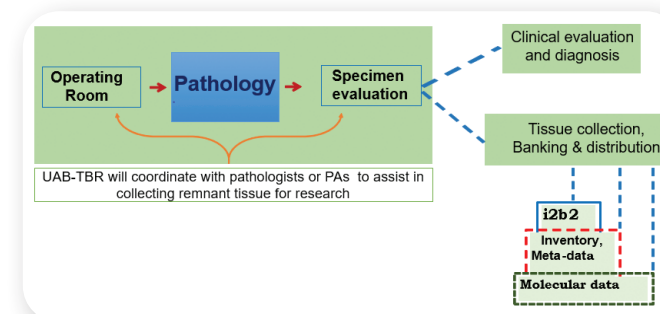 Operating
Room
Pathology
Specimen
evaluation
Clinical evaluation
and diagnosis
Tissue collection,
Banking & distribution
UAB-TBR will coordinate with pathologists or PAs to assist in
collecting remnant tissue for research
i2b2
Inventory,
Meta-data
Molecular data